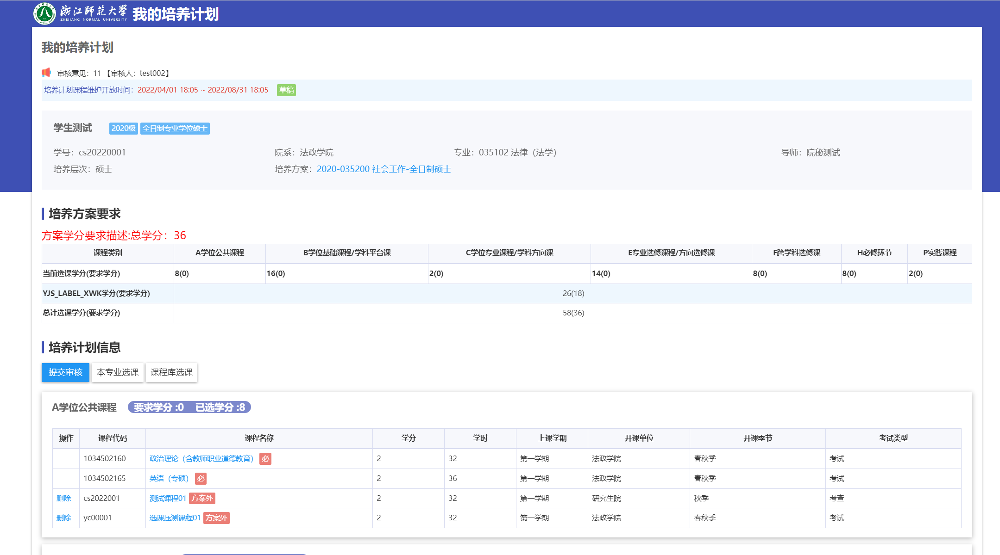 浙江师范大学
ZHEJIANG NORMAL UNIVERSITY
我的培养计划
我的培养计划
审核意见：11 【审核人：test002】
培养计划课程维护开放时间：2022/04/01 18:05 ~ 2022/08/31 18:05 草稿
学生测试 2020级 全日制专业学位硕士
学号：cs20220001 院系：法政学院 专业：035102 法律（法学） 导师：院秘测试
培养层次：硕士 培养方案：2020-035200 社会工作-全日制硕士
培养方案要求
方案学分要求描述:总学分：36
课程类别 A学位公共课程 B学位基础课程/学科平台课 C学位专业课程/学科方向课 E专业选修课程/方向选修课 F跨学科选修课 H必修环节 P实践课程
当前选课学分(要求学分) 8(0) 16(0) 2(0) 14(0) 8(0) 8(0) 2(0)
YJS_LABEL_XWK学分(要求学分) 26(18)
总计选课学分(要求学分) 58(36)
培养计划信息
提交审核 本专业选课 课程库选课
A学位公共课程 要求学分 :0 已选学分 :8
操作 课程代码 课程名称 学分 学时 上课学期 开课单位 开课季节 考试类型
1034502160 政治理论（含教师职业道德教育） 必 2 32 第一学期 法政学院 春秋季 考试
1034502165 英语（专硕） 必 2 36 第一学期 法政学院 春秋季 考试
删除 cs2022001 测试课程01 方案外 2 32 第一学期 研究生院 秋季 考查
删除 yc00001 选课压测课程01 方案外 2 32 第一学期 法政学院 春秋季 考试